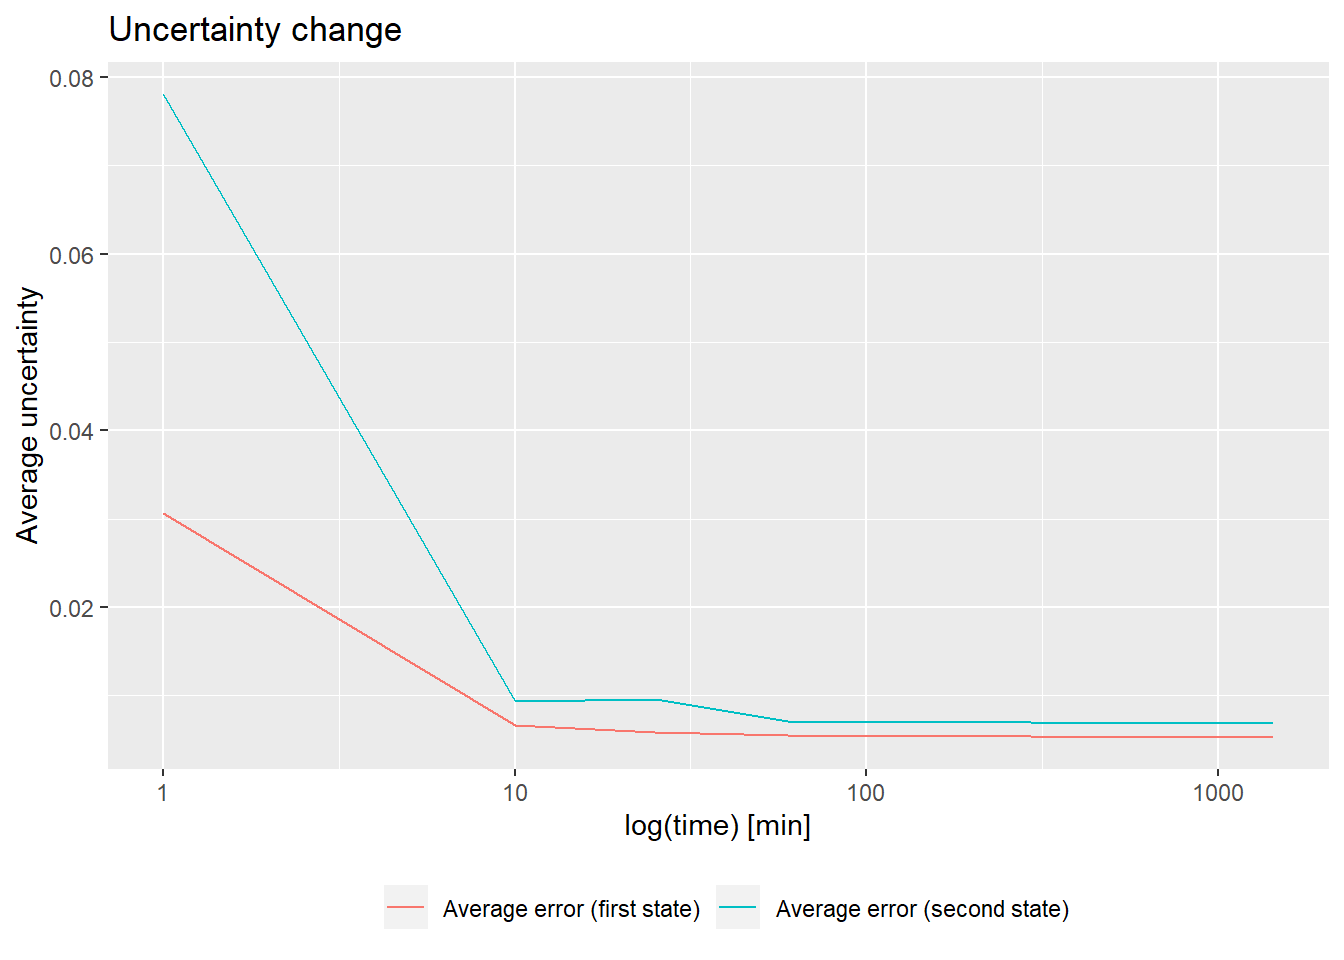 Uncertainty change
0.08
0.06
0.04
0.02
Average uncertainty
1 10 100 1000
log(time) [min]
Average error (first state) Average error (second state)